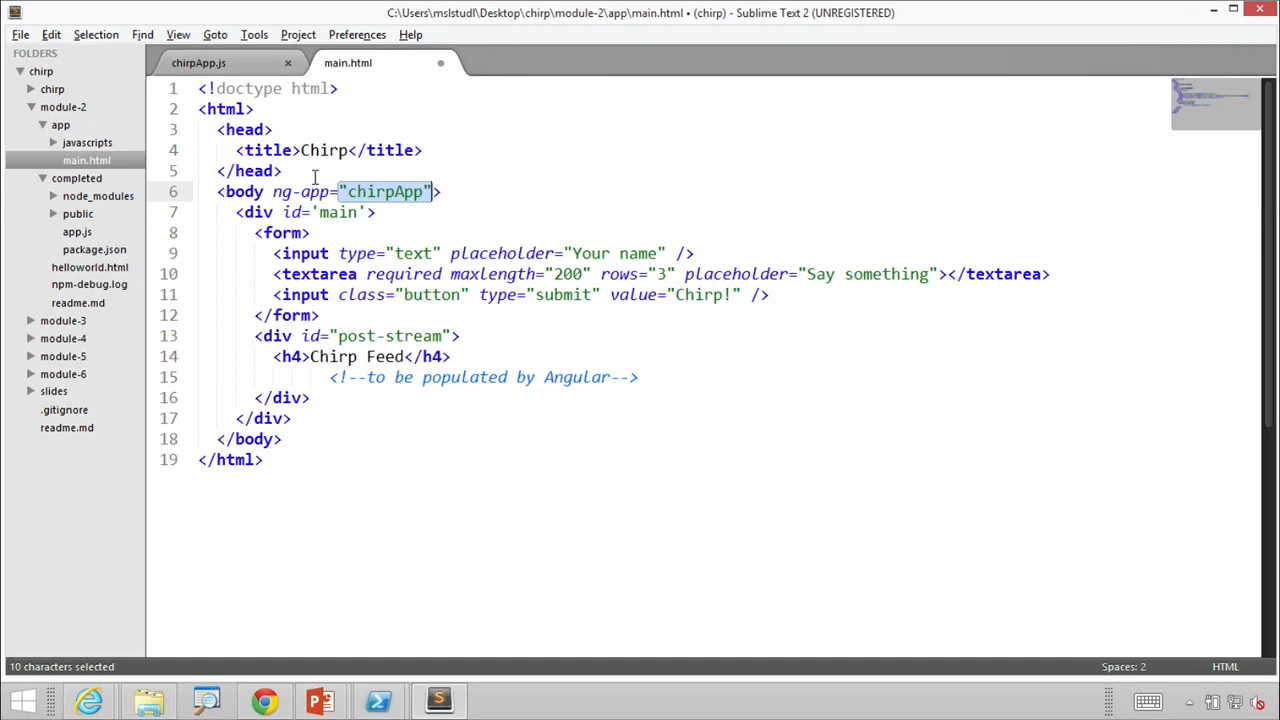 C:\Users\mslstudl\Desktop\chirp\module-2\app\main.html • (chirp) - Sublime Text 2 (UNREGISTERED)
File Edit Selection Find View Goto Tools Project Preferences Help
FOLDERS
chirp
chirp
module-2
app
javascripts
main.html
completed
node_modules
public
app.js
package.json
helloworld.html
npm-debug.log
readme.md
module-3
module-4
module-5
module-6
slides
.gitignore
readme.md
chirpApp.js main.html
1 <!doctype html>
2 <html>
3 <head>
4 <title>Chirp</title>
5 </head>
6 <body ng-app="chirpApp">
7 <div id='main'>
8 <form>
9 <input type="text" placeholder="Your name" />
10 <textarea required maxlength="200" rows="3" placeholder="Say something"></textarea>
11 <input class="button" type="submit" value="Chirp!" />
12 </form>
13 <div id="post-stream">
14 <h4>Chirp Feed</h4>
15 <!--to be populated by Angular-->
16 </div>
17 </div>
18 </body>
19 </html>
10 characters selected Spaces: 2 HTML